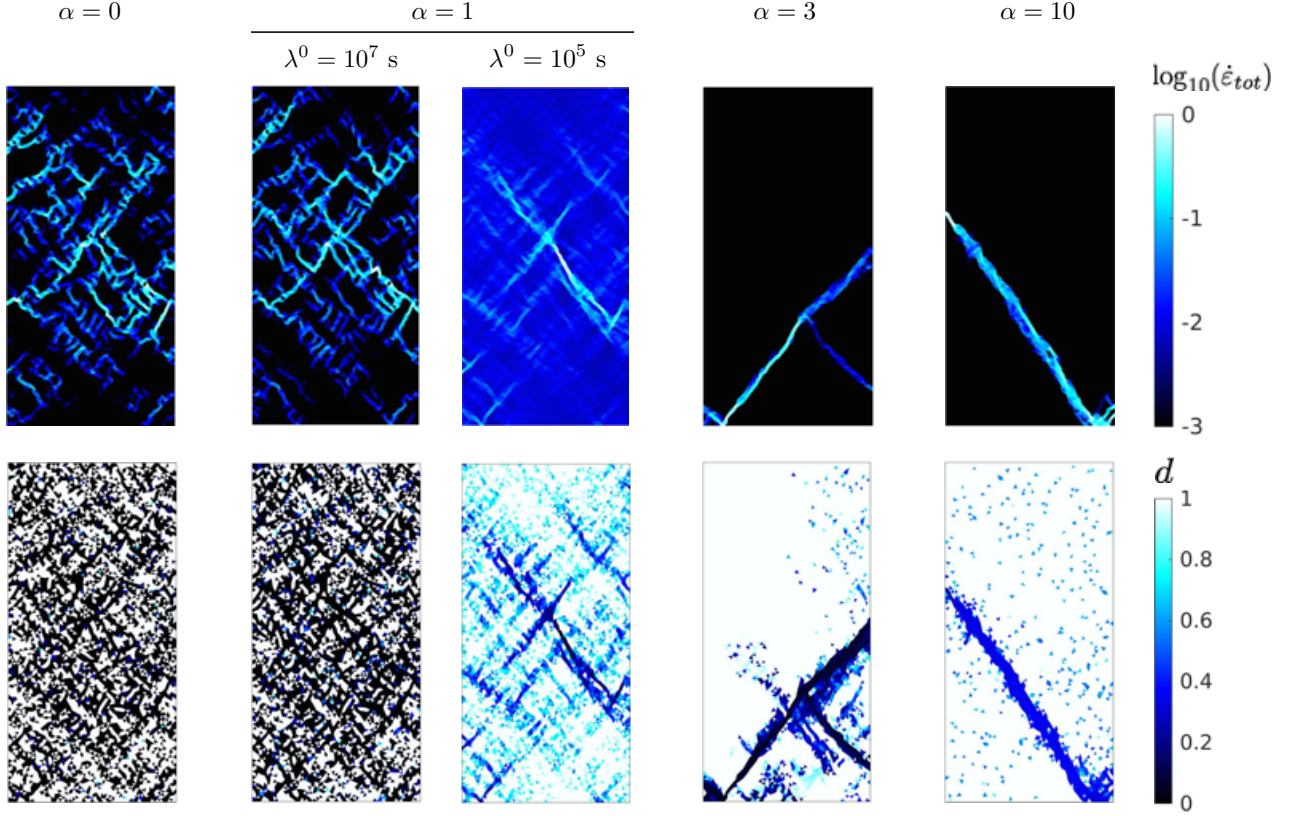 α = 0
α = 1
α = 3
α = 10
λ⁰ = 10⁷ s
λ⁰ = 10⁵ s
log₁₀(ε̇ₜₒₜ)
0
-1
-2
-3
d
1
0.8
0.6
0.4
0.2
0